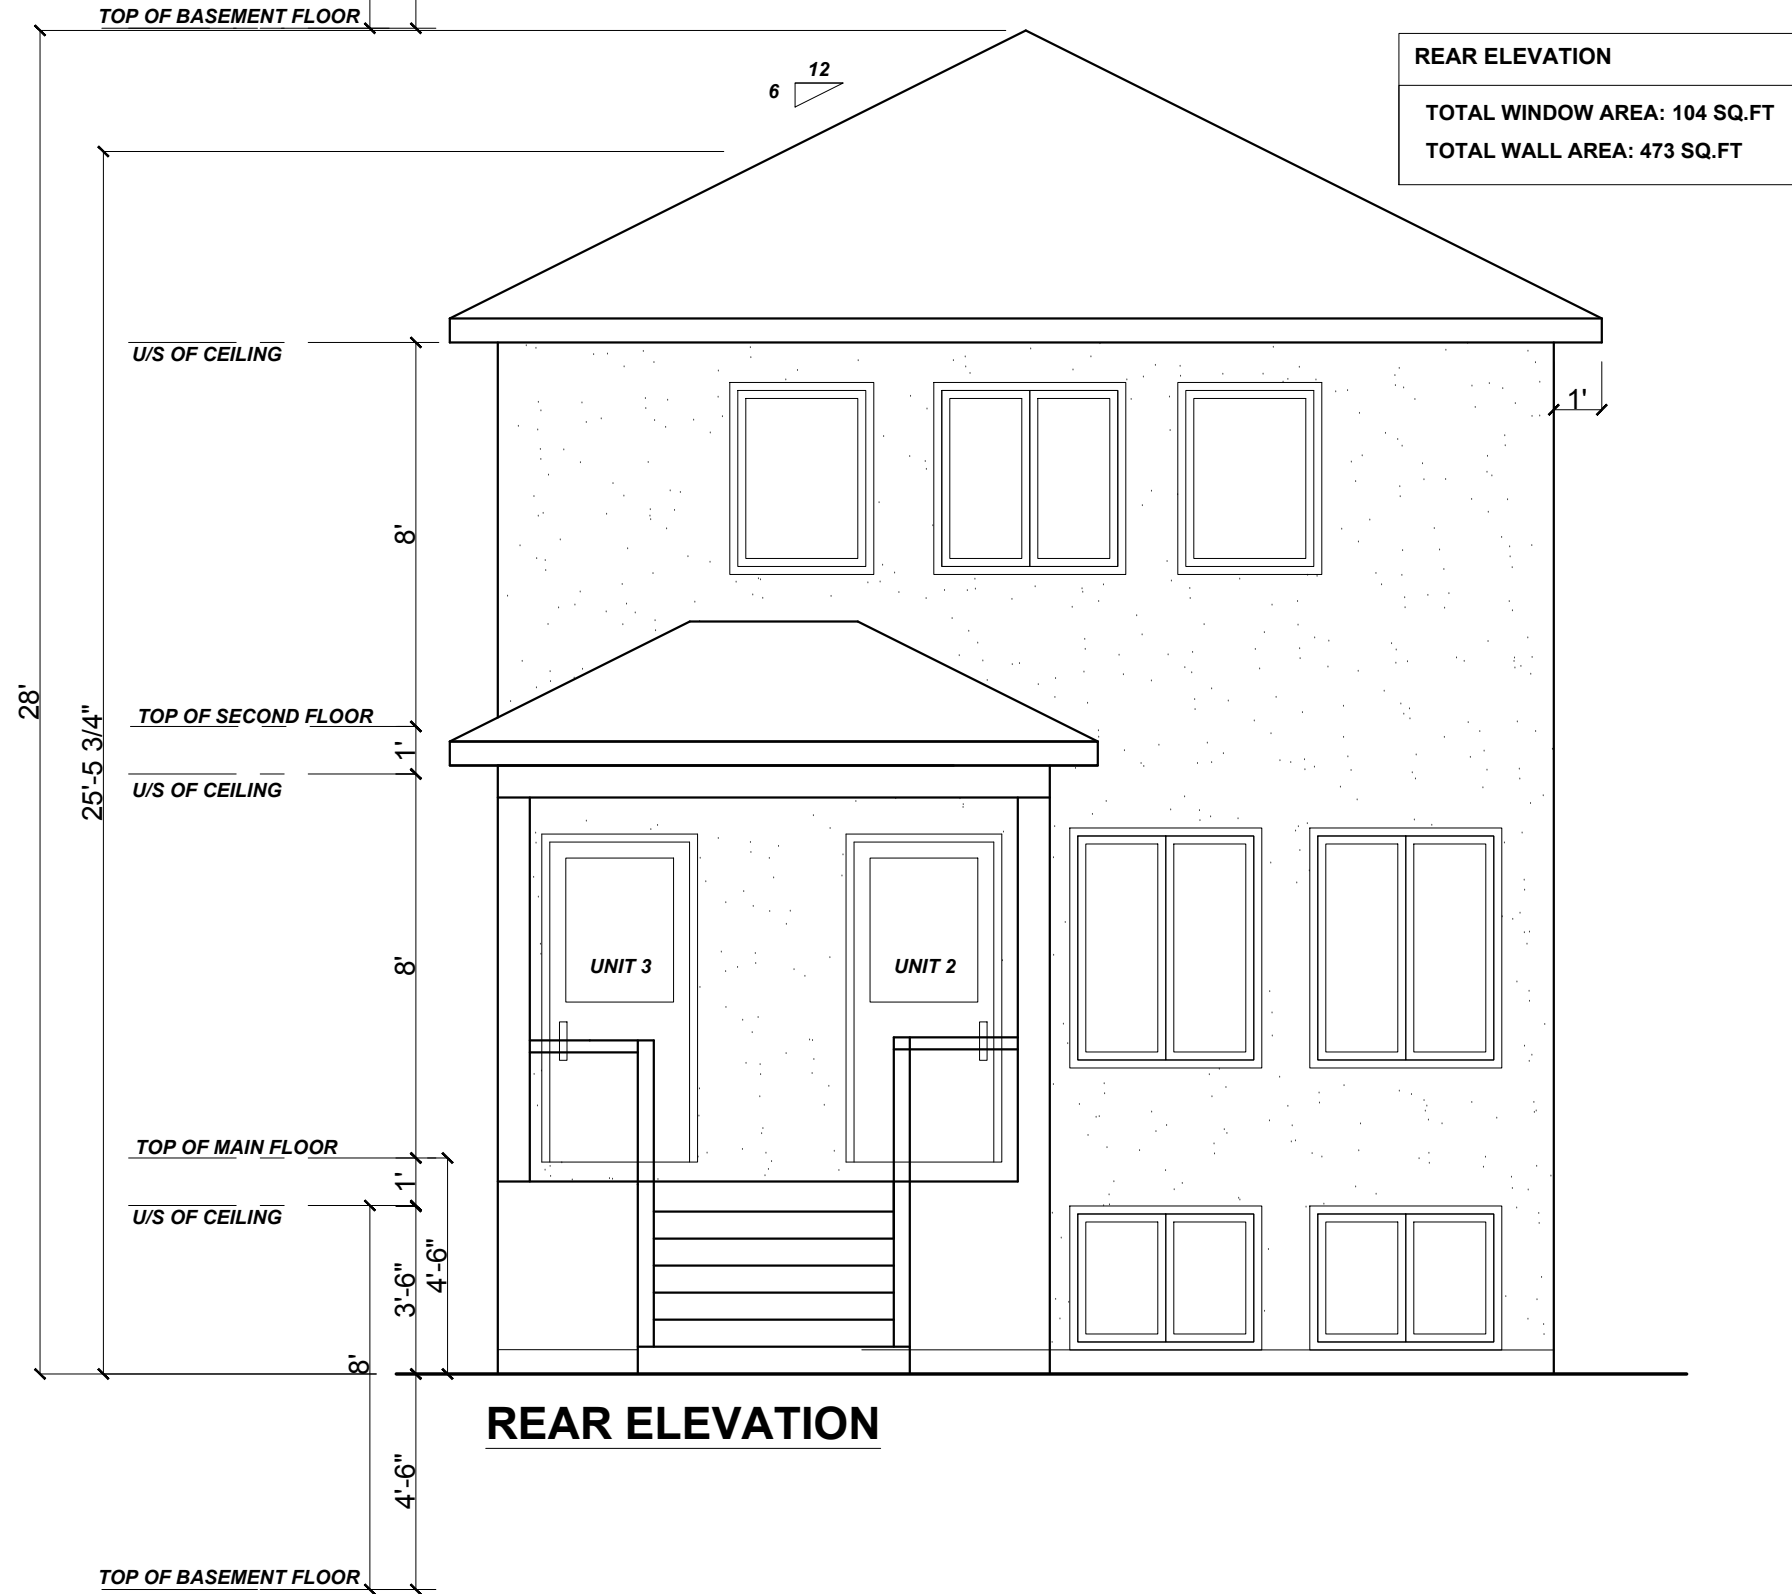 TOP OF BASEMENT FLOOR
REAR ELEVATION
12
6
TOTAL WINDOW AREA: 104 SQ.FT
TOTAL WALL AREA: 473 SQ.FT
U/S OF CEILING
1'
8'
28'
25'-5 3/4"
TOP OF SECOND FLOOR
1'
U/S OF CEILING
8'
UNIT 3
UNIT 2
TOP OF MAIN FLOOR
1'
U/S OF CEILING
4'-6"
3'-6"
8'
REAR ELEVATION
4'-6"
TOP OF BASEMENT FLOOR